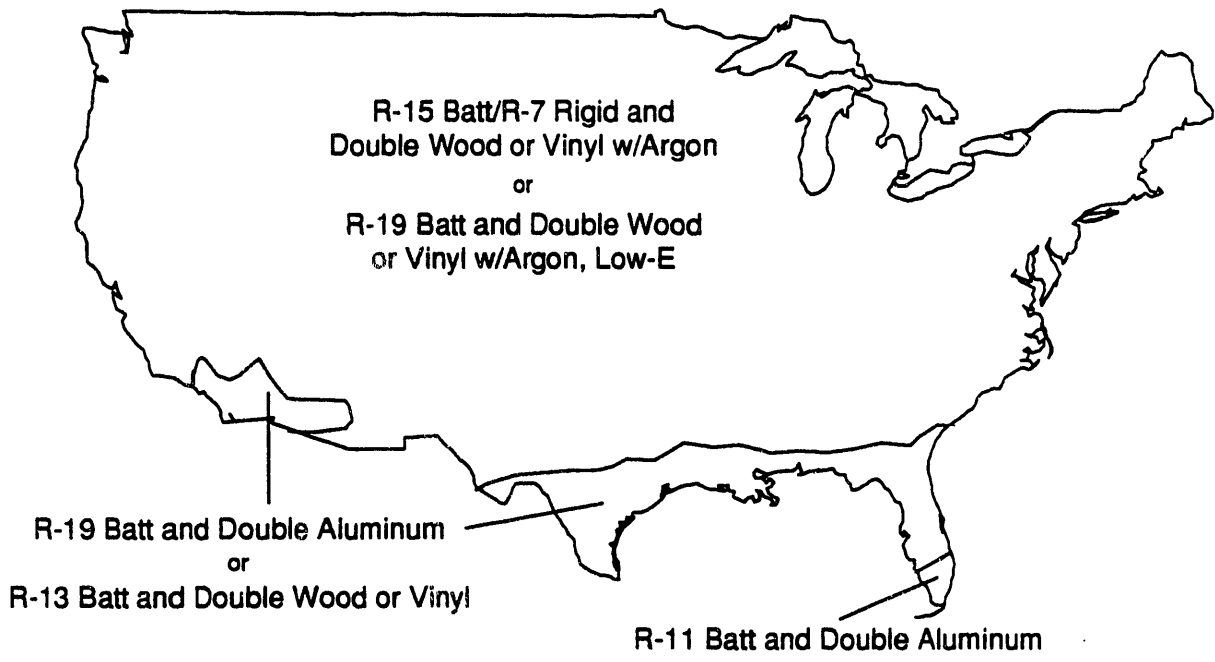 R-15 Batt/R-7 Rigid and
Double Wood or Vinyl w/Argon
or
R-19 Batt and Double Wood
or Vinyl w/Argon, Low-E
R-19 Batt and Double Aluminum
or
R-13 Batt and Double Wood or Vinyl
R-11 Batt and Double Aluminum